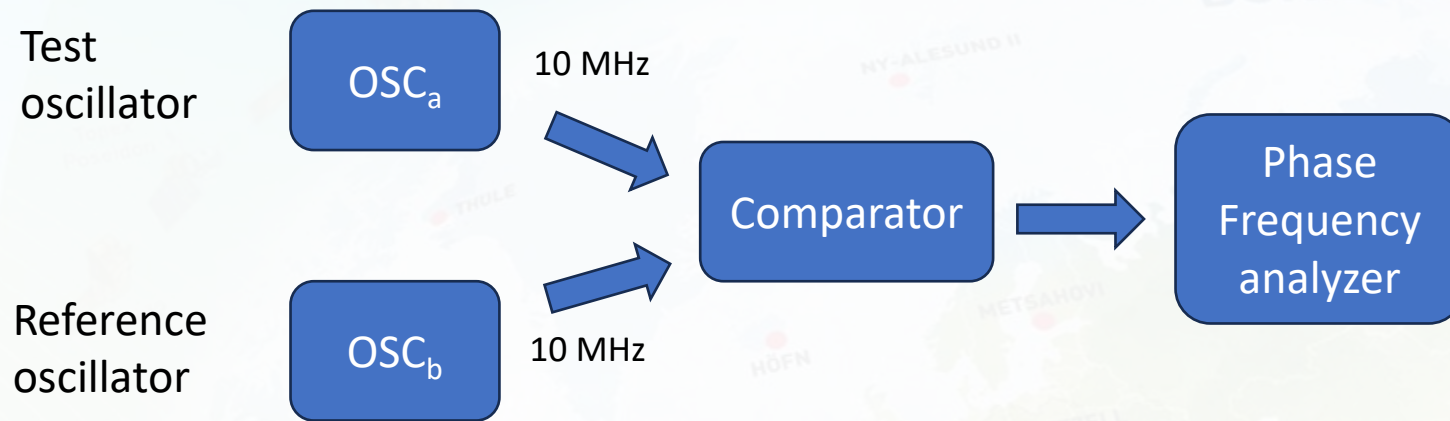 Test
oscillator
OSCa
10 MHz
NY-ALESUND II
THULE
Comparator
Phase
Frequency
analyzer
METSAHOVI
Reference
oscillator
OSCb
10 MHz
HÖFN